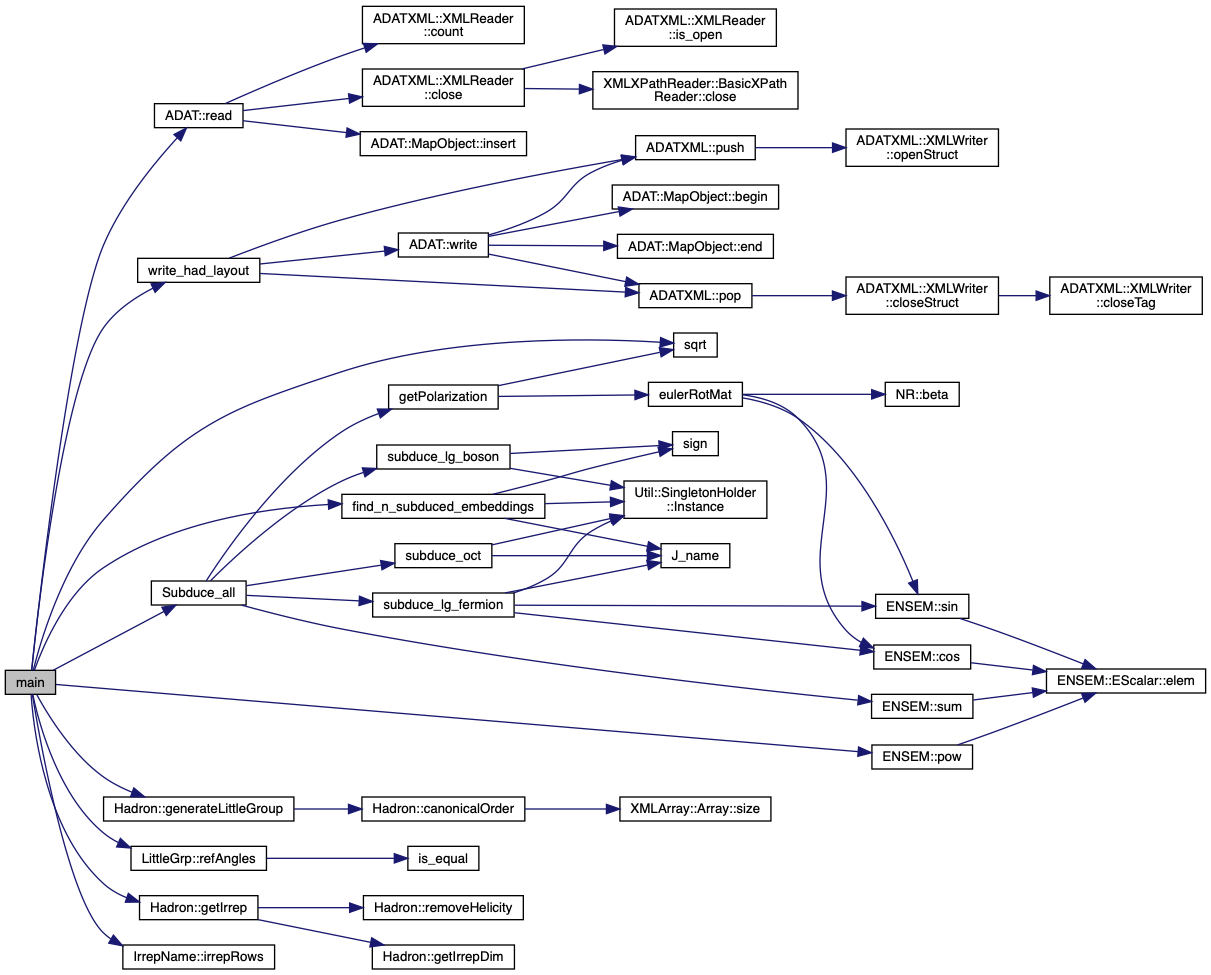 ADATXML::XMLReader
::count
ADATXML::XMLReader
::is_open
ADATXML::XMLReader
::close
XMLXPathReader::BasicXPath
Reader::close
ADAT::read
ADAT::MapObject::insert
ADATXML::push
ADATXML::XMLWriter
::openStruct
ADAT::MapObject::begin
ADAT::write
ADAT::MapObject::end
write_had_layout
ADATXML::pop
ADATXML::XMLWriter
::closeStruct
ADATXML::XMLWriter
::closeTag
sqrt
getPolarization
eulerRotMat
NR::beta
sign
subduce_lg_boson
find_n_subduced_embeddings
Util::SingletonHolder
::Instance
subduce_oct
J_name
Subduce_all
subduce_lg_fermion
ENSEM::sin
ENSEM::cos
main
ENSEM::EScalar::elem
ENSEM::sum
ENSEM::pow
Hadron::generateLittleGroup
Hadron::canonicalOrder
XMLArray::Array::size
LittleGrp::refAngles
is_equal
Hadron::getIrrep
Hadron::removeHelicity
IrrepName::irrepRows
Hadron::getIrrepDim